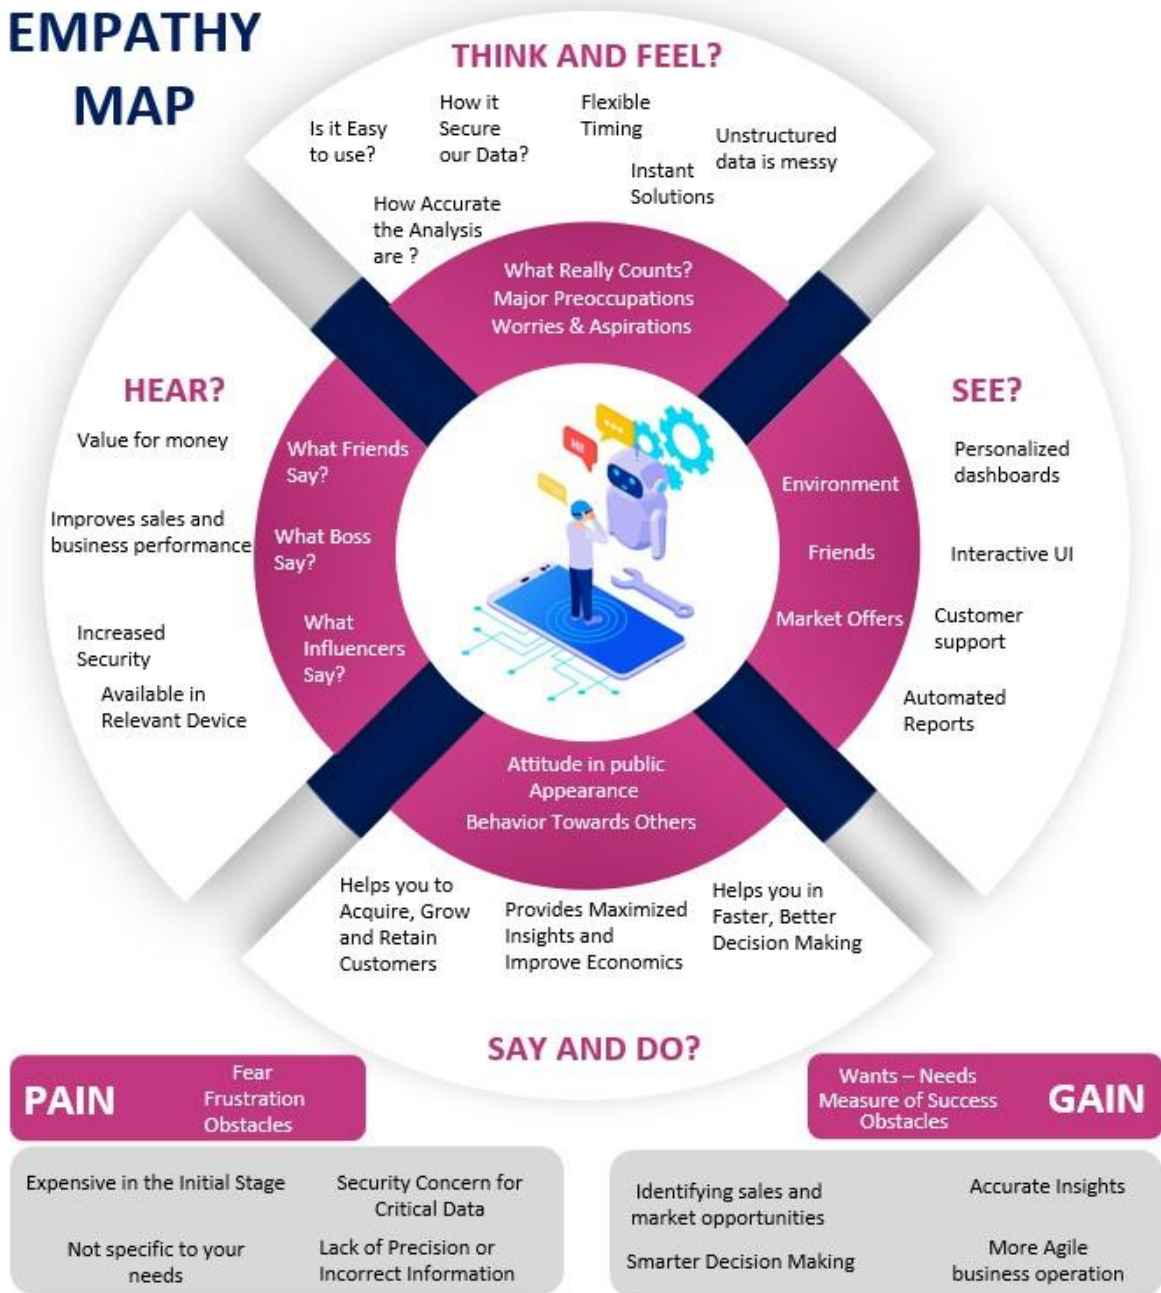 EMPATHY
MAP
THINK AND FEEL?
Is it Easy
to use?
How it
Secure
our Data?
Flexible
Timing
Unstructured
data is messy
Instant
Solutions
How Accurate
the Analysis
are ?
What Really Counts?
Major Preoccupations
Worries & Aspirations
HEAR?
Value for money
Improves sales and
business performance
Increased
Security
Available in
Relevant Device
What Friends
Say?
What Boss
Say?
What
Influencers
Say?
HI
SEE?
Environment
Friends
Market Offers
Personalized
dashboards
Interactive UI
Customer
support
Automated
Reports
Attitude in public
Appearance
Behavior Towards Others
Helps you to
Acquire, Grow
and Retain
Customers
Provides Maximized
Insights and
Improve Economics
Helps you in
Faster, Better
Decision Making
SAY AND DO?
PAIN
Fear
Frustration
Obstacles
Expensive in the Initial Stage
Security Concern for
Critical Data
Not specific to your
needs
Lack of Precision or
Incorrect Information
Wants – Needs
Measure of Success
Obstacles
GAIN
Identifying sales and
market opportunities
Accurate Insights
Smarter Decision Making
More Agile
business operation